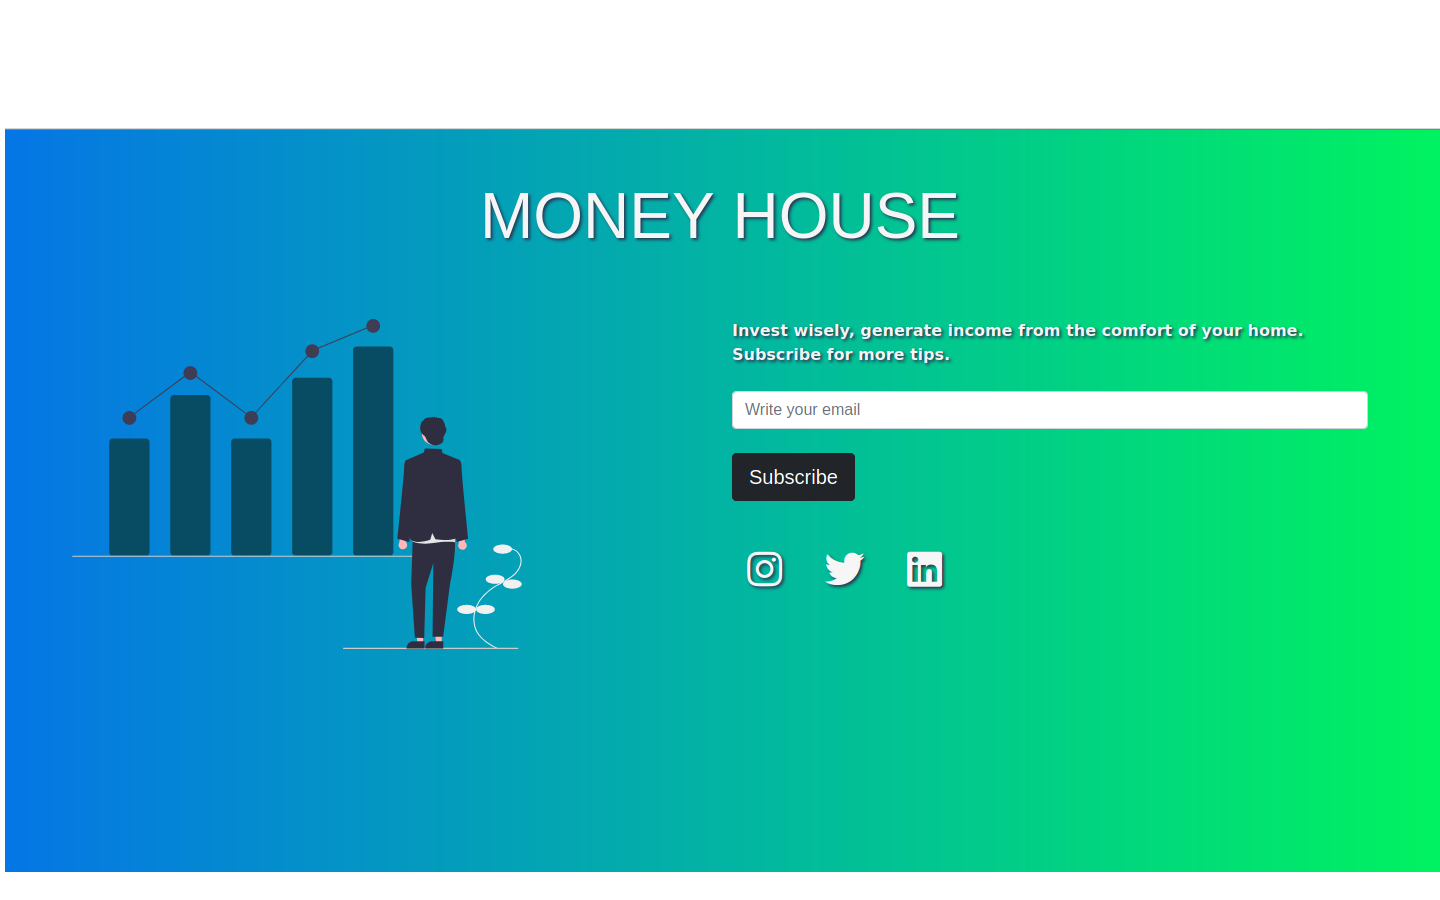 MONEY HOUSE
Invest wisely, generate income from the comfort of your home.
Subscribe for more tips.
Write your email
Subscribe